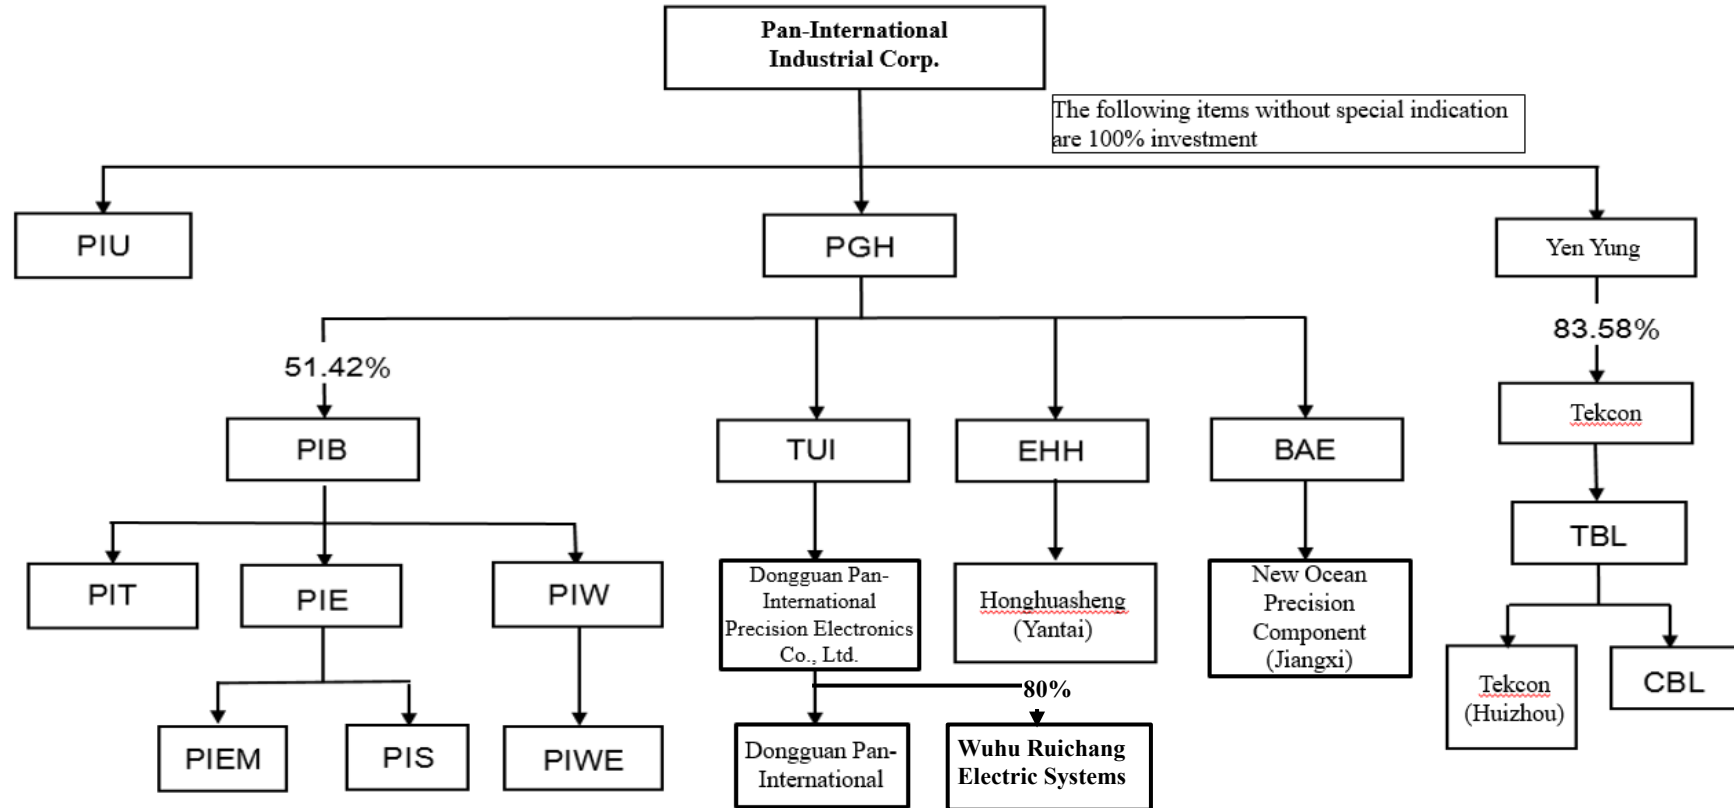 Pan-International
Industrial Corp.
The following items without special indication
are 100% investment
PIU
PGH
Yen Yung
51.42%
83.58%
PIB
TUI
EHH
BAE
Tekcon
TBL
PIT
PIE
PIW
Dongguan Pan-
International
Precision Electronics
Co., Ltd.
Honghuasheng
(Yantai)
New Ocean
Precision
Component
(Jiangxi)
Tekcon
(Huizhou)
CBL
80%
PIEM
PIS
PIWE
Dongguan Pan-
International
Wuhu Ruichang
Electric Systems